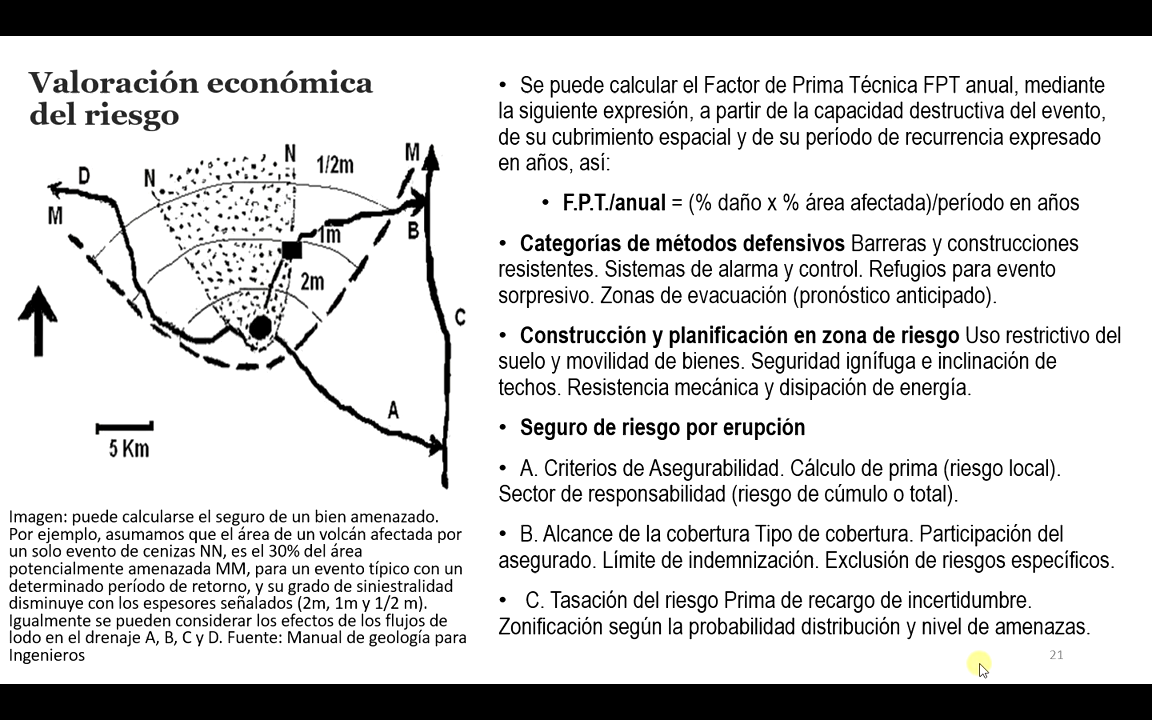 Valoración económica
del riesgo
N
1/2m
M
D
N
M
1m
B
2m
C
A
5 Km
Imagen: puede calcularse el seguro de un bien amenazado.
Por ejemplo, asumamos que el área de un volcán afectada por
un solo evento de cenizas NN, es el 30% del área
potencialmente amenazada MM, para un evento típico con un
determinado período de retorno, y su grado de siniestralidad
disminuye con los espesores señalados (2m, 1m y 1/2 m).
Igualmente se pueden considerar los efectos de los flujos de
lodo en el drenaje A, B, C y D. Fuente: Manual de geología para
Ingenieros
• Se puede calcular el Factor de Prima Técnica FPT anual, mediante
la siguiente expresión, a partir de la capacidad destructiva del evento,
de su cubrimiento espacial y de su período de recurrencia expresado
en años, así:
• F.P.T./anual = (% daño x % área afectada)/período en años
• Categorías de métodos defensivos Barreras y construcciones
resistentes. Sistemas de alarma y control. Refugios para evento
sorpresivo. Zonas de evacuación (pronóstico anticipado).
• Construcción y planificación en zona de riesgo Uso restrictivo del
suelo y movilidad de bienes. Seguridad ignífuga e inclinación de
techos. Resistencia mecánica y disipación de energía.
• Seguro de riesgo por erupción
• A. Criterios de Asegurabilidad. Cálculo de prima (riesgo local).
Sector de responsabilidad (riesgo de cúmulo o total).
• B. Alcance de la cobertura Tipo de cobertura. Participación del
asegurado. Límite de indemnización. Exclusión de riesgos específicos.
• C. Tasación del riesgo Prima de recargo de incertidumbre.
Zonificación según la probabilidad distribución y nivel de amenazas.
21